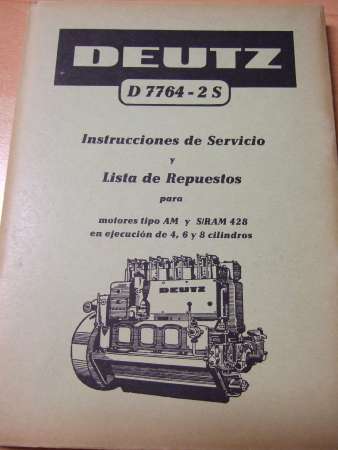 DEUTZ
D 7764 - 2 S
Instrucciones de Servicio
y
Lista de Repuestos
para
motores tipo AM y S/RAM 428
en ejecución de 4, 6 y 8 cilindros
DEUTZ